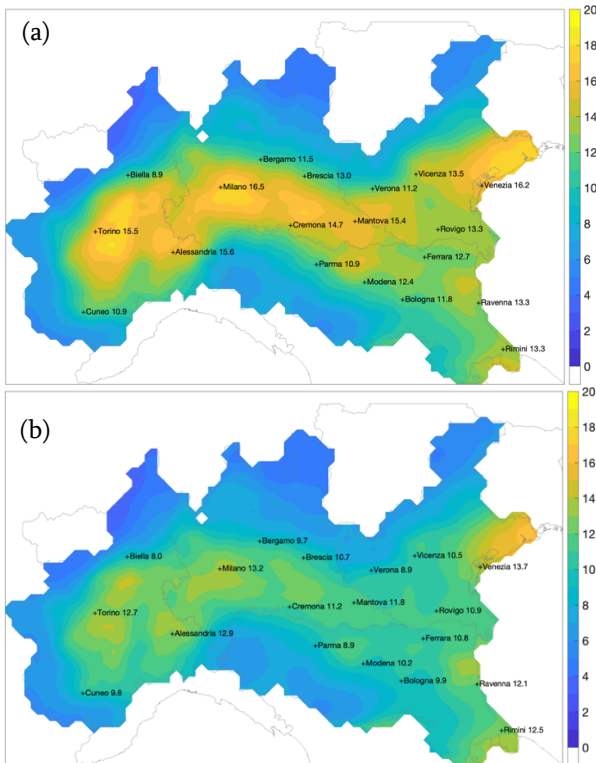 (a)
20
18
16
14
12
10
8
6
4
2
0
+Bergamo 11.5
+Biella 8.9
+Brescia 13.0
+Vicenza 13.5
+Milano 16.5
+Verona 11.2
+Venezia 16.2
+Mantova 15.4
+Cremona 14.7
+Torino 15.5
+Rovigo 13.3
+Alessandria 15.6
+Ferrara 12.7
+Parma 10.9
+Modena 12.4
+Bologna 11.8
+Ravenna 13.3
+Cuneo 10.9
+Rimini 13.3
(b)
20
18
16
14
12
10
8
6
4
2
0
+Bergamo 9.7
+Biella 8.0
+Brescia 10.7
+Vicenza 10.5
+Milano 13.2
+Verona 8.9
+Venezia 13.7
+Mantova 11.8
+Cremona 11.2
+Torino 12.7
+Rovigo 10.9
+Alessandria 12.9
+Ferrara 10.8
+Parma 8.9
+Modena 10.2
+Bologna 9.9
+Ravenna 12.1
+Cuneo 9.8
+Rimini 12.5